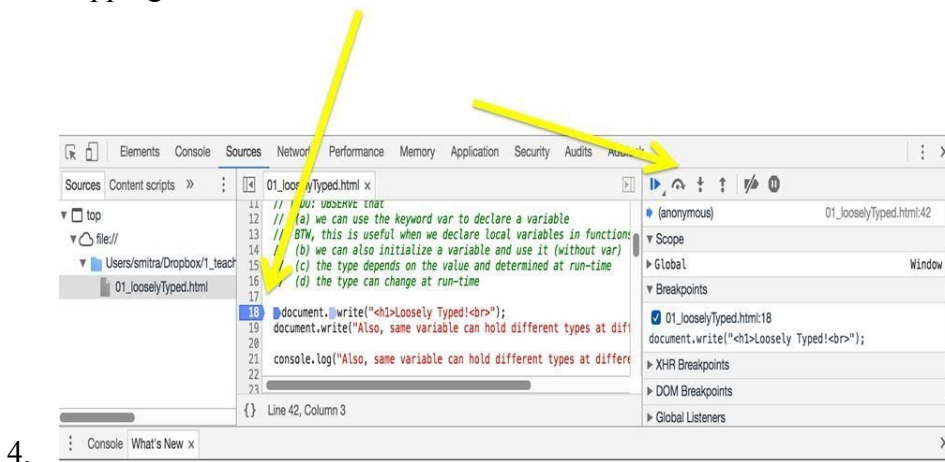 Elements Console Sources Network Performance Memory Application Security Audits
Sources Content scripts » 01_looselyTyped.html x
top
file://
Users/smitra/Dropbox/1_teach
01_looselyTyped.html
11 // TODO: OBSERVE that
12 // (a) we can use the keyword var to declare a variable
13 // BTW, this is useful when we declare local variables in functions
14 // (b) we can also initialize a variable and use it (without var)
15 // (c) the type depends on the value and determined at run-time
16 // (d) the type can change at run-time
17
18 document.write("<h1>Loosely Typed!<br>");
19 document.write("Also, same variable can hold different types at diff
20
21 console.log("Also, same variable can hold different types at differe
22
23
{} Line 42, Column 3
(anonymous) 01_looselyTyped.html:42
Scope
Global Window
Breakpoints
01_looselyTyped.html:18
document.write("<h1>Loosely Typed!<br>");
XHR Breakpoints
DOM Breakpoints
Global Listeners
4.
Console What's New x